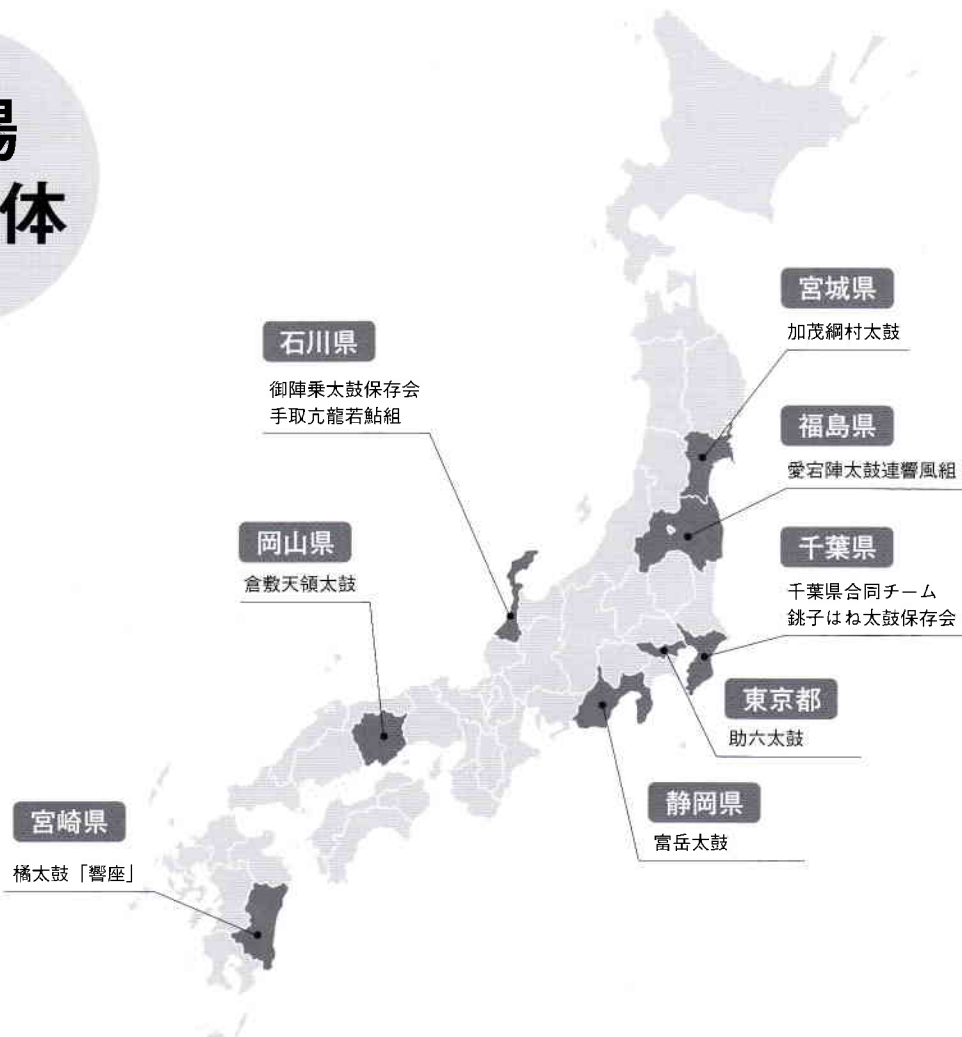 場
体
宮城県
加茂綱村太鼓
石川県
御陣乗太鼓保存会
手取亢龍若鮎組
福島県
愛宕陣太鼓連響風組
岡山県
倉敷天領太鼓
千葉県
千葉県合同チーム
銚子はね太鼓保存会
東京都
助六太鼓
静岡県
富岳太鼓
宮崎県
橘太鼓「響座」